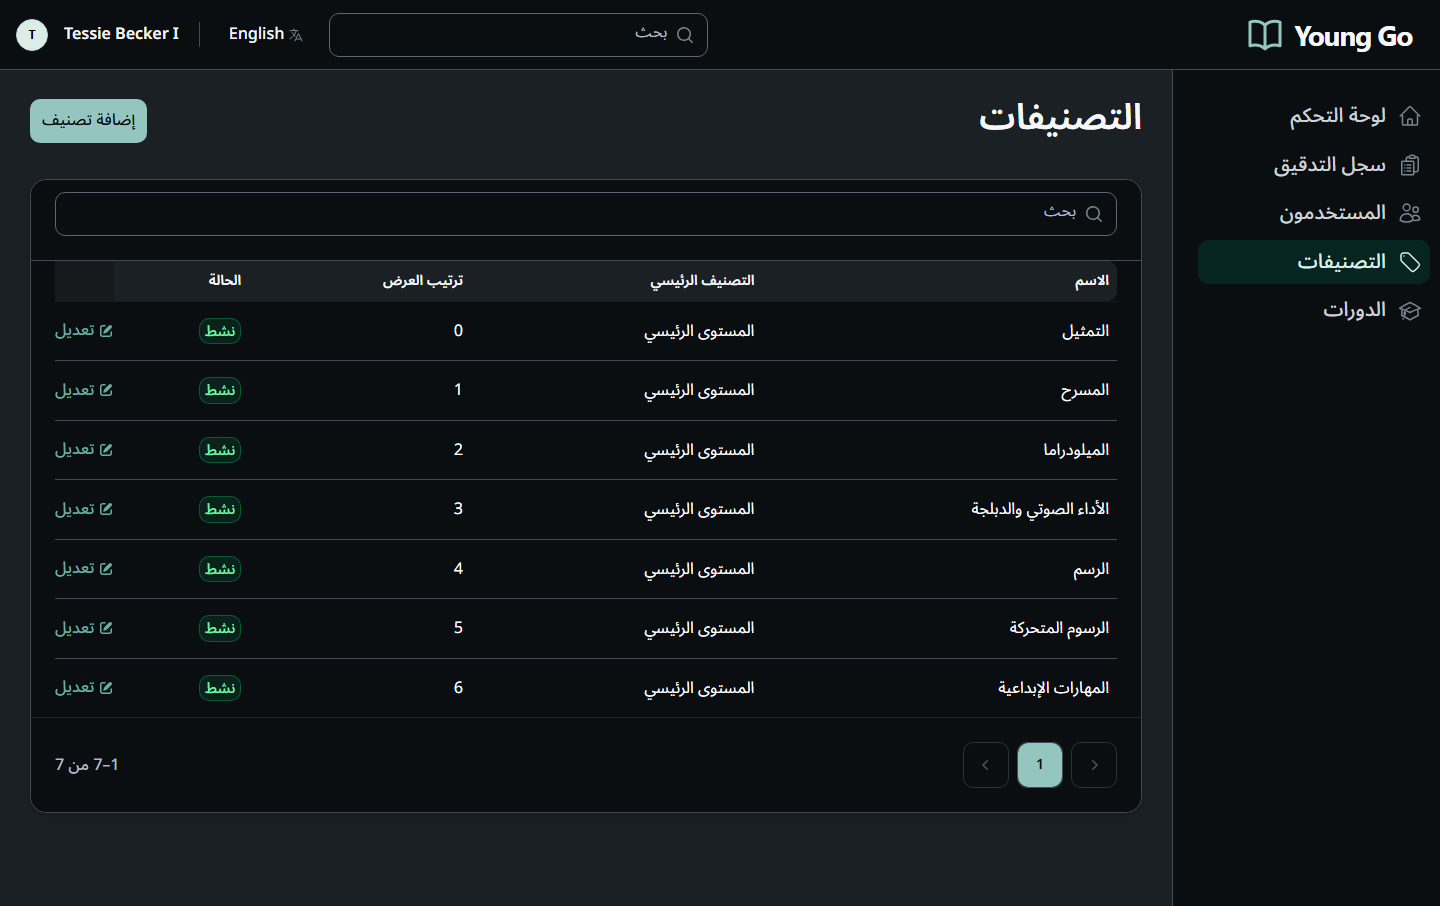 Young Go
بحث
English
Tessie Becker I
T
لوحة التحكم
سجل التدقيق
المستخدمون
التصنيفات
الدورات
التصنيفات
إضافة تصنيف
بحث
الاسم التصنيف الرئيسي ترتيب العرض الحالة
التمثيل المستوى الرئيسي 0 نشط تعديل
المسرح المستوى الرئيسي 1 نشط تعديل
الميلودراما المستوى الرئيسي 2 نشط تعديل
الأداء الصوتي والدبلجة المستوى الرئيسي 3 نشط تعديل
الرسم المستوى الرئيسي 4 نشط تعديل
الرسوم المتحركة المستوى الرئيسي 5 نشط تعديل
المهارات الإبداعية المستوى الرئيسي 6 نشط تعديل
1
1–7 من 7